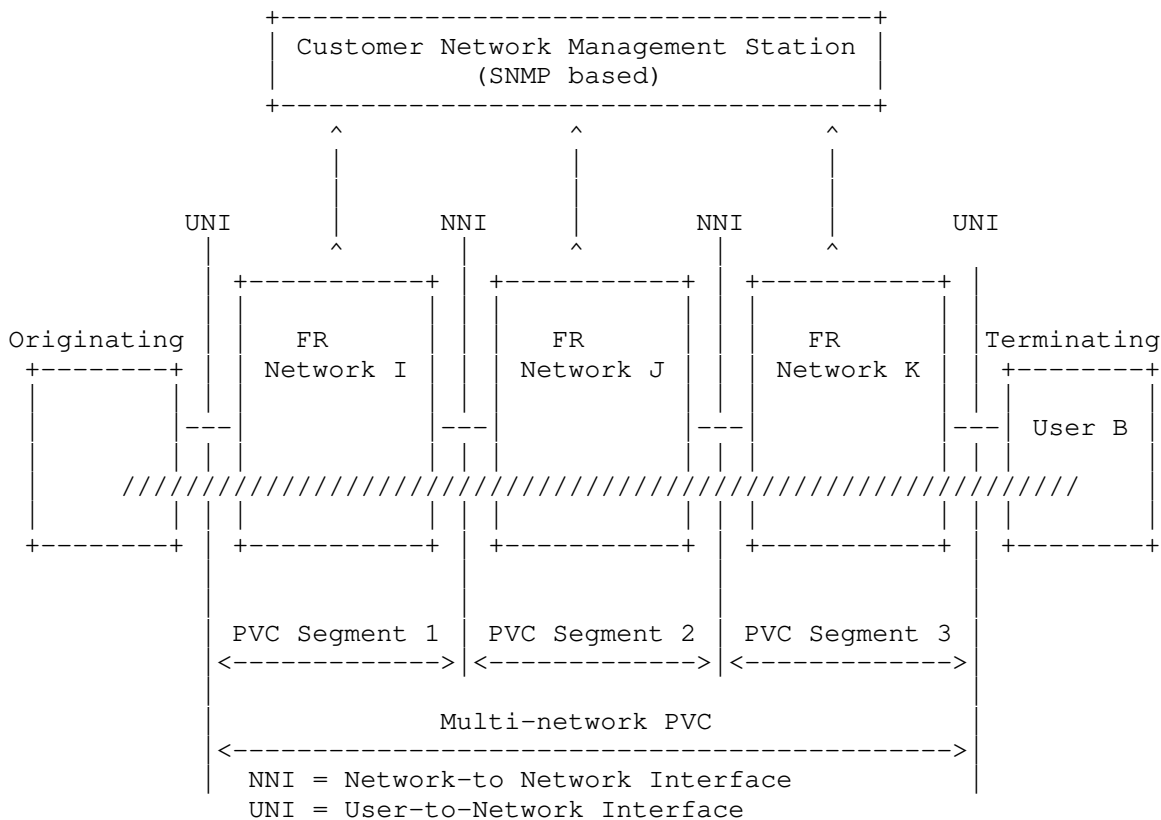 Customer Network Management Station
(SNMP based)
UNI NNI NNI UNI
Originating FR FR FR Terminating
Network I Network J Network K
User B
PVC Segment 1 PVC Segment 2 PVC Segment 3
Multi-network PVC
NNI = Network-to Network Interface
UNI = User-to-Network Interface